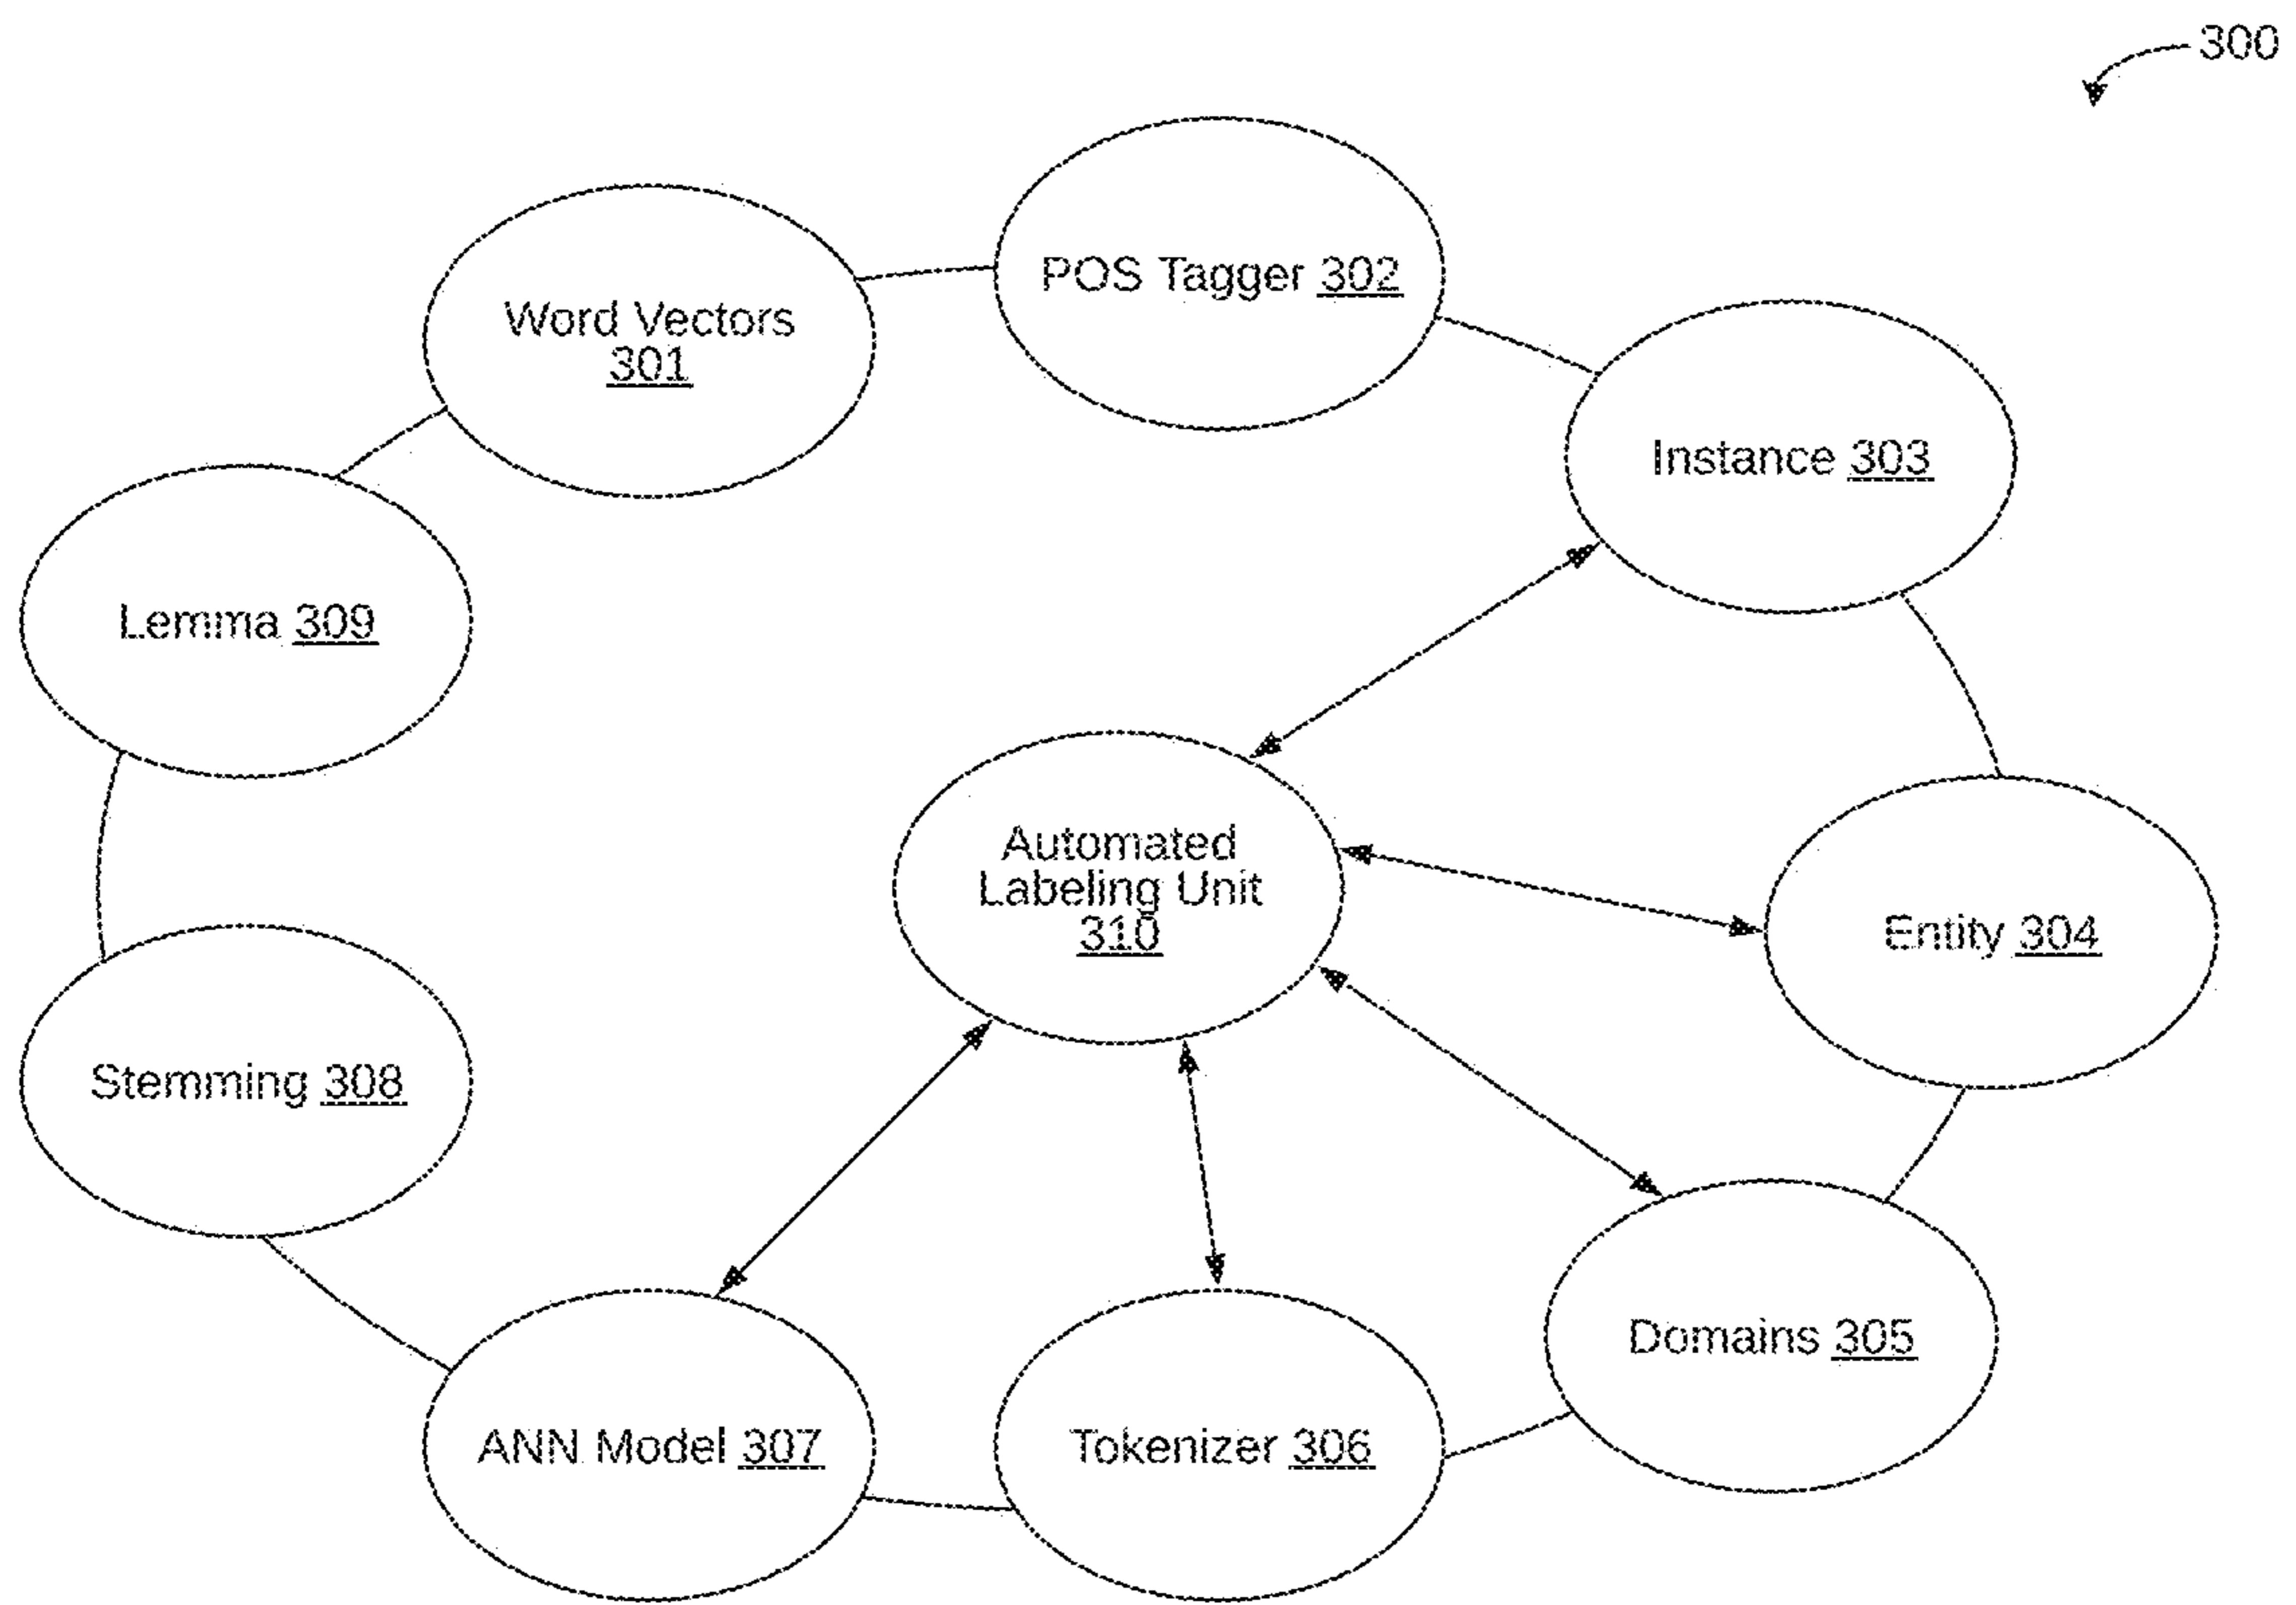 300
POS Tagger 302
Word Vectors
301
Instance 303
Lemma 309
Automated
Labeling Unit
310
Entity 304
Stemming 308
Domains 305
ANN Model 307
Tokenizer 306